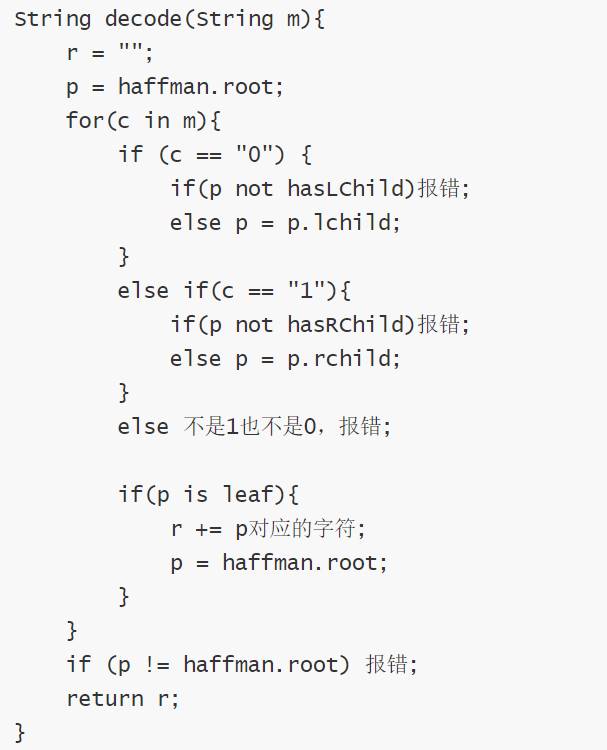 String decode(String m){
    r = "";
    p = haffman.root;
    for(c in m){
        if (c == "0") {
            if(p not hasLChild)报错;
            else p = p.lchild;
        }
        else if(c == "1"){
            if(p not hasRChild)报错;
            else p = p.rchild;
        }
        else 不是1也不是0，报错;

        if(p is leaf){
            r += p对应的字符;
            p = haffman.root;
        }
    }
    if (p != haffman.root) 报错;
    return r;
}